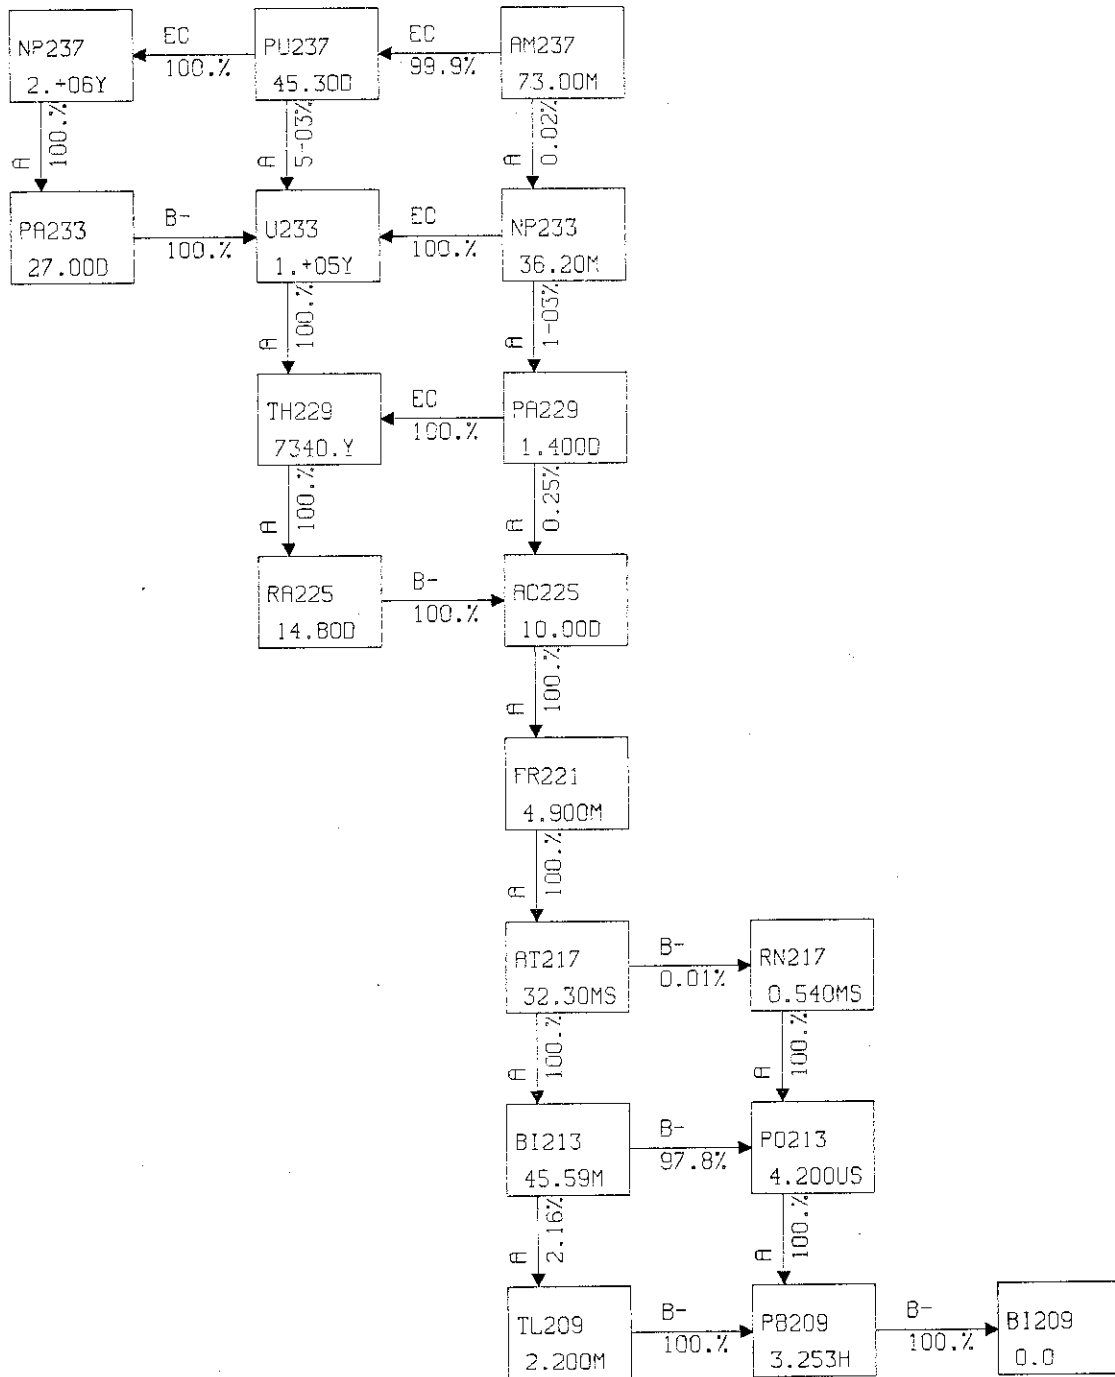 NP237
2.+06Y
EC
100.%
PU237
45.30D
EC
99.9%
AM237
73.00M
A
100.%
A
5-03%
A
0.02%
PA233
27.00D
B-
100.%
U233
1.+05Y
EC
100.%
NP233
36.20M
A
100.%
A
1-03%
TH229
7340.Y
EC
100.%
PA229
1.400D
A
100.%
A
0.25%
RA225
14.80D
B-
100.%
AC225
10.00D
A
100.%
FR221
4.900M
A
100.%
AT217
32.30MS
B-
0.01%
RN217
0.540MS
A
100.%
A
100.%
BI213
45.59M
B-
97.8%
PO213
4.200US
A
2.16%
A
100.%
TL209
2.200M
B-
100.%
PB209
3.253H
B-
100.%
BI209
0.0